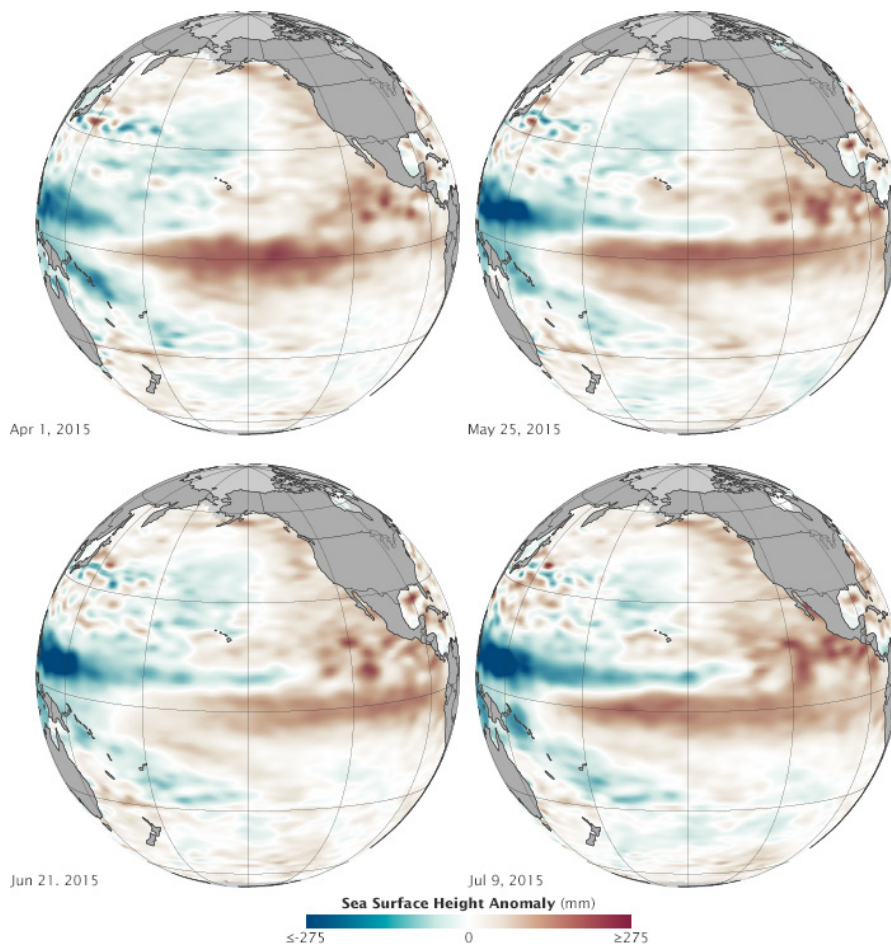 Apr 1, 2015
May 25, 2015
Jun 21. 2015
Jul 9, 2015
Sea Surface Height Anomaly (mm)
≤-275 0 ≥275